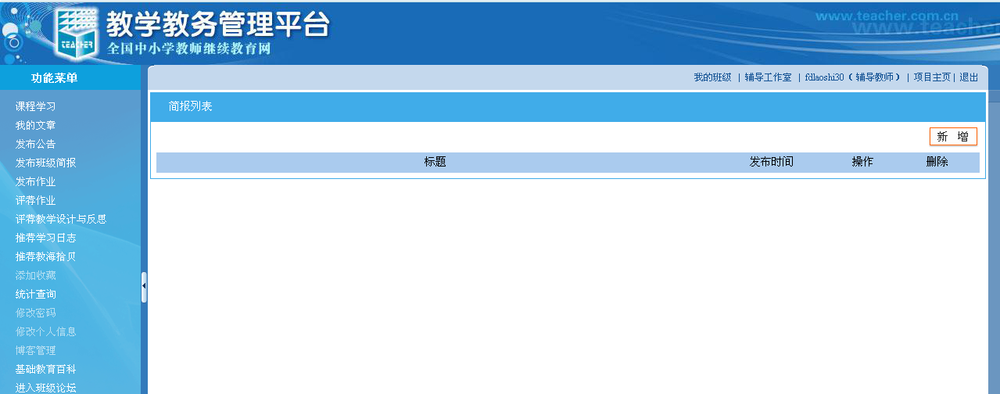 教学教务管理平台
TEACHER
全国中小学教师继续教育网
www.teacher.com.cn
www.teache
功能菜单
我的班级 | 辅导工作室 | fdlaoshi30（辅导教师） | 项目主页 | 退出
课程学习
我的文章
发布公告
发布班级简报
发布作业
评荐作业
评荐教学设计与反思
推荐学习日志
推荐教海拾贝
添加收藏
统计查询
修改密码
修改个人信息
博客管理
基础教育百科
进入班级论坛
简报列表
新 增
标题 发布时间 操作 删除